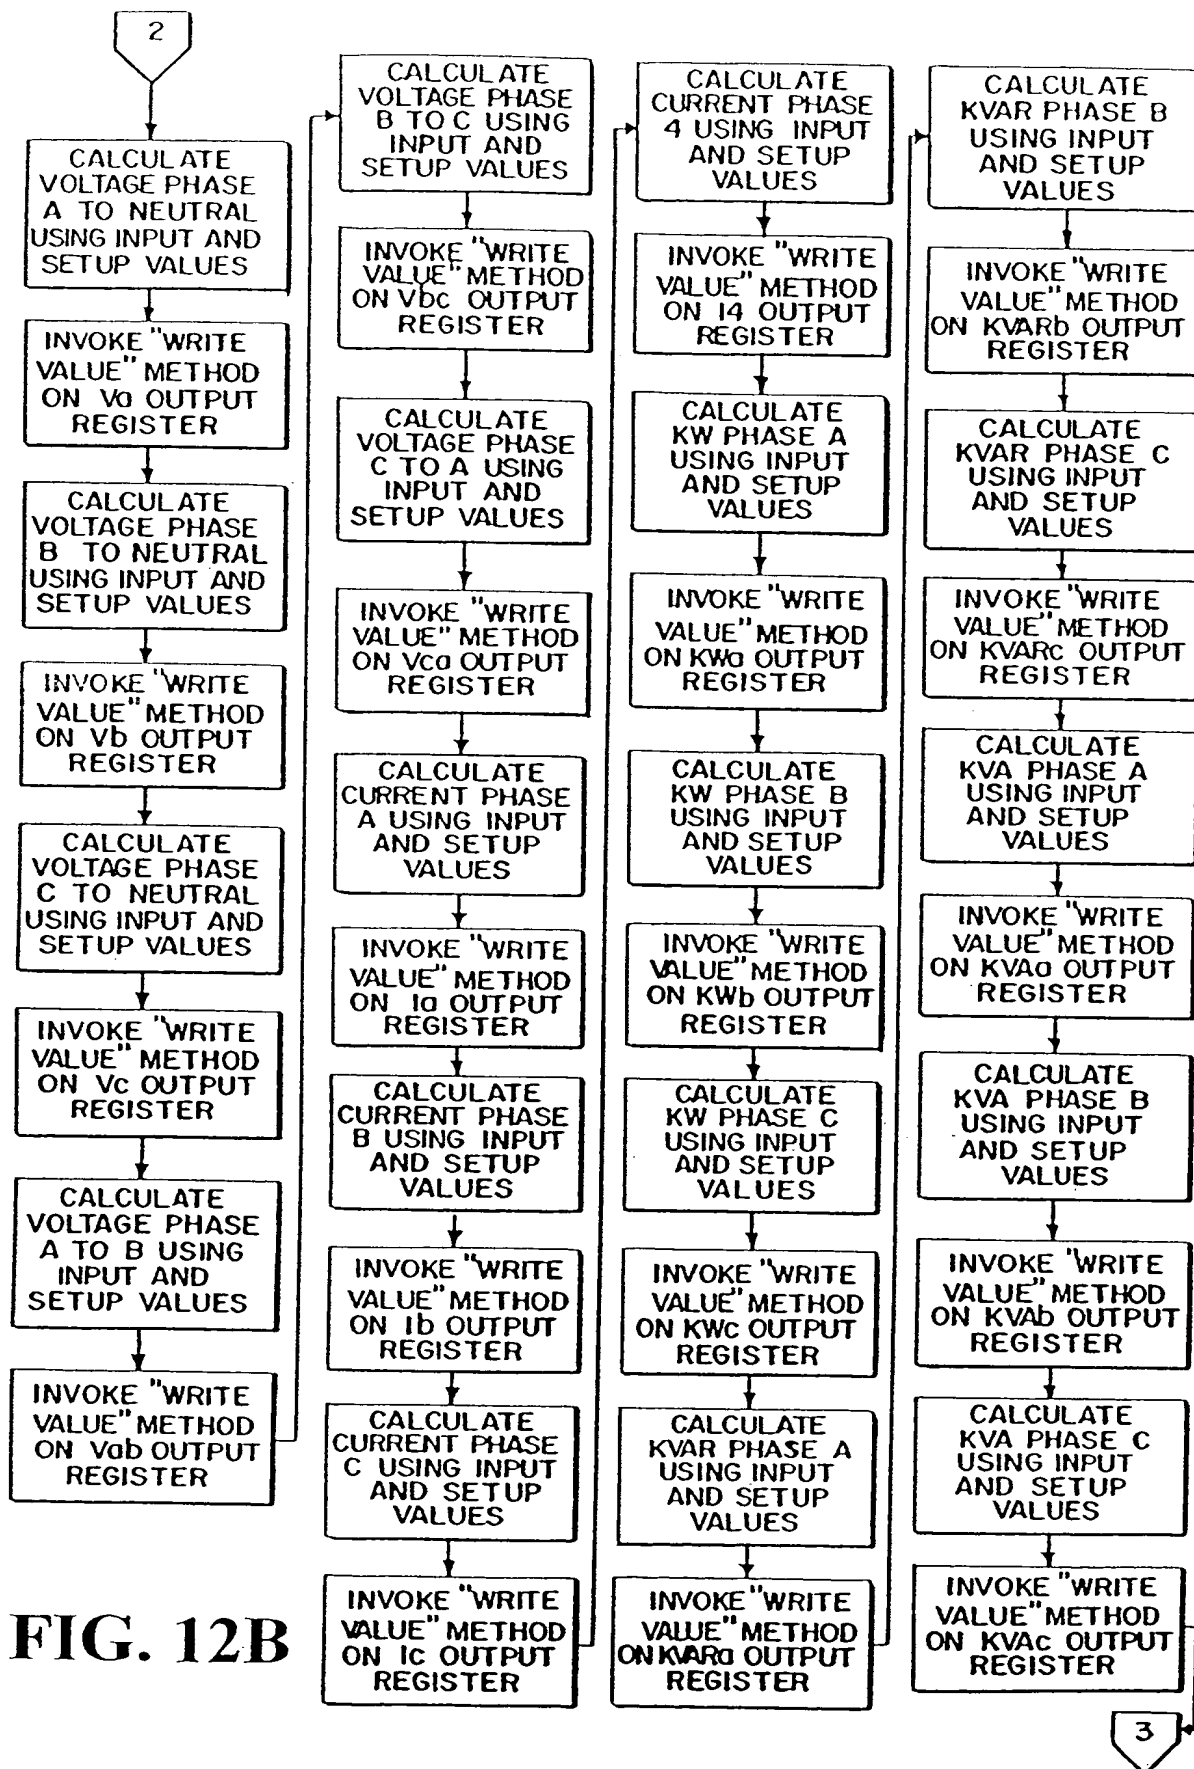 2
CALCULATE
VOLTAGE PHASE
A TO NEUTRAL
USING INPUT AND
SETUP VALUES
INVOKE "WRITE
VALUE" METHOD
ON Va OUTPUT
REGISTER
CALCULATE
VOLTAGE PHASE
B TO NEUTRAL
USING INPUT AND
SETUP VALUES
INVOKE "WRITE
VALUE" METHOD
ON Vb OUTPUT
REGISTER
CALCULATE
VOLTAGE PHASE
C TO NEUTRAL
USING INPUT AND
SETUP VALUES
INVOKE "WRITE
VALUE" METHOD
ON Vc OUTPUT
REGISTER
CALCULATE
VOLTAGE PHASE
A TO B USING
INPUT AND
SETUP VALUES
INVOKE "WRITE
VALUE" METHOD
ON Vab OUTPUT
REGISTER
CALCULATE
VOLTAGE PHASE
B TO C USING
INPUT AND
SETUP VALUES
INVOKE "WRITE
VALUE" METHOD
ON Vbc OUTPUT
REGISTER
CALCULATE
VOLTAGE PHASE
C TO A USING
INPUT AND
SETUP VALUES
INVOKE "WRITE
VALUE" METHOD
ON Vca OUTPUT
REGISTER
CALCULATE
CURRENT PHASE
A USING INPUT
AND SETUP
VALUES
INVOKE "WRITE
VALUE" METHOD
ON Ia OUTPUT
REGISTER
CALCULATE
CURRENT PHASE
B USING INPUT
AND SETUP
VALUES
INVOKE "WRITE
VALUE" METHOD
ON Ib OUTPUT
REGISTER
CALCULATE
CURRENT PHASE
C USING INPUT
AND SETUP
VALUES
INVOKE "WRITE
VALUE" METHOD
ON Ic OUTPUT
REGISTER
CALCULATE
CURRENT PHASE
4 USING INPUT
AND SETUP
VALUES
INVOKE "WRITE
VALUE" METHOD
ON I4 OUTPUT
REGISTER
CALCULATE
KW PHASE A
USING INPUT
AND SETUP
VALUES
INVOKE "WRITE
VALUE" METHOD
ON KWa OUTPUT
REGISTER
CALCULATE
KW PHASE B
USING INPUT
AND SETUP
VALUES
INVOKE "WRITE
VALUE" METHOD
ON KWb OUTPUT
REGISTER
CALCULATE
KW PHASE C
USING INPUT
AND SETUP
VALUES
INVOKE "WRITE
VALUE" METHOD
ON KWc OUTPUT
REGISTER
CALCULATE
KVAR PHASE A
USING INPUT
AND SETUP
VALUES
INVOKE "WRITE
VALUE" METHOD
ON KVARa OUTPUT
REGISTER
CALCULATE
KVAR PHASE B
USING INPUT
AND SETUP
VALUES
INVOKE "WRITE
VALUE" METHOD
ON KVARb OUTPUT
REGISTER
CALCULATE
KVAR PHASE C
USING INPUT
AND SETUP
VALUES
INVOKE "WRITE
VALUE" METHOD
ON KVARc OUTPUT
REGISTER
CALCULATE
KVA PHASE A
USING INPUT
AND SETUP
VALUES
INVOKE "WRITE
VALUE" METHOD
ON KVAa OUTPUT
REGISTER
CALCULATE
KVA PHASE B
USING INPUT
AND SETUP
VALUES
INVOKE "WRITE
VALUE" METHOD
ON KVAb OUTPUT
REGISTER
CALCULATE
KVA PHASE C
USING INPUT
AND SETUP
VALUES
INVOKE "WRITE
VALUE" METHOD
ON KVAc OUTPUT
REGISTER
3
FIG. 12B